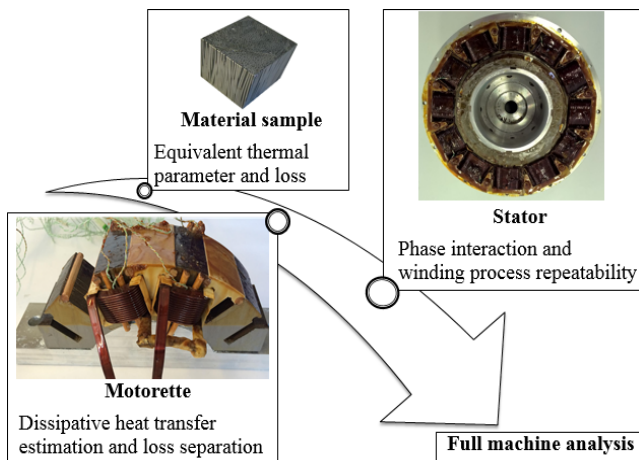 Material sample
Equivalent thermal
parameter and loss
Stator
Phase interaction and
winding process repeatability
Motorette
Dissipative heat transfer
estimation and loss separation
Full machine analysis